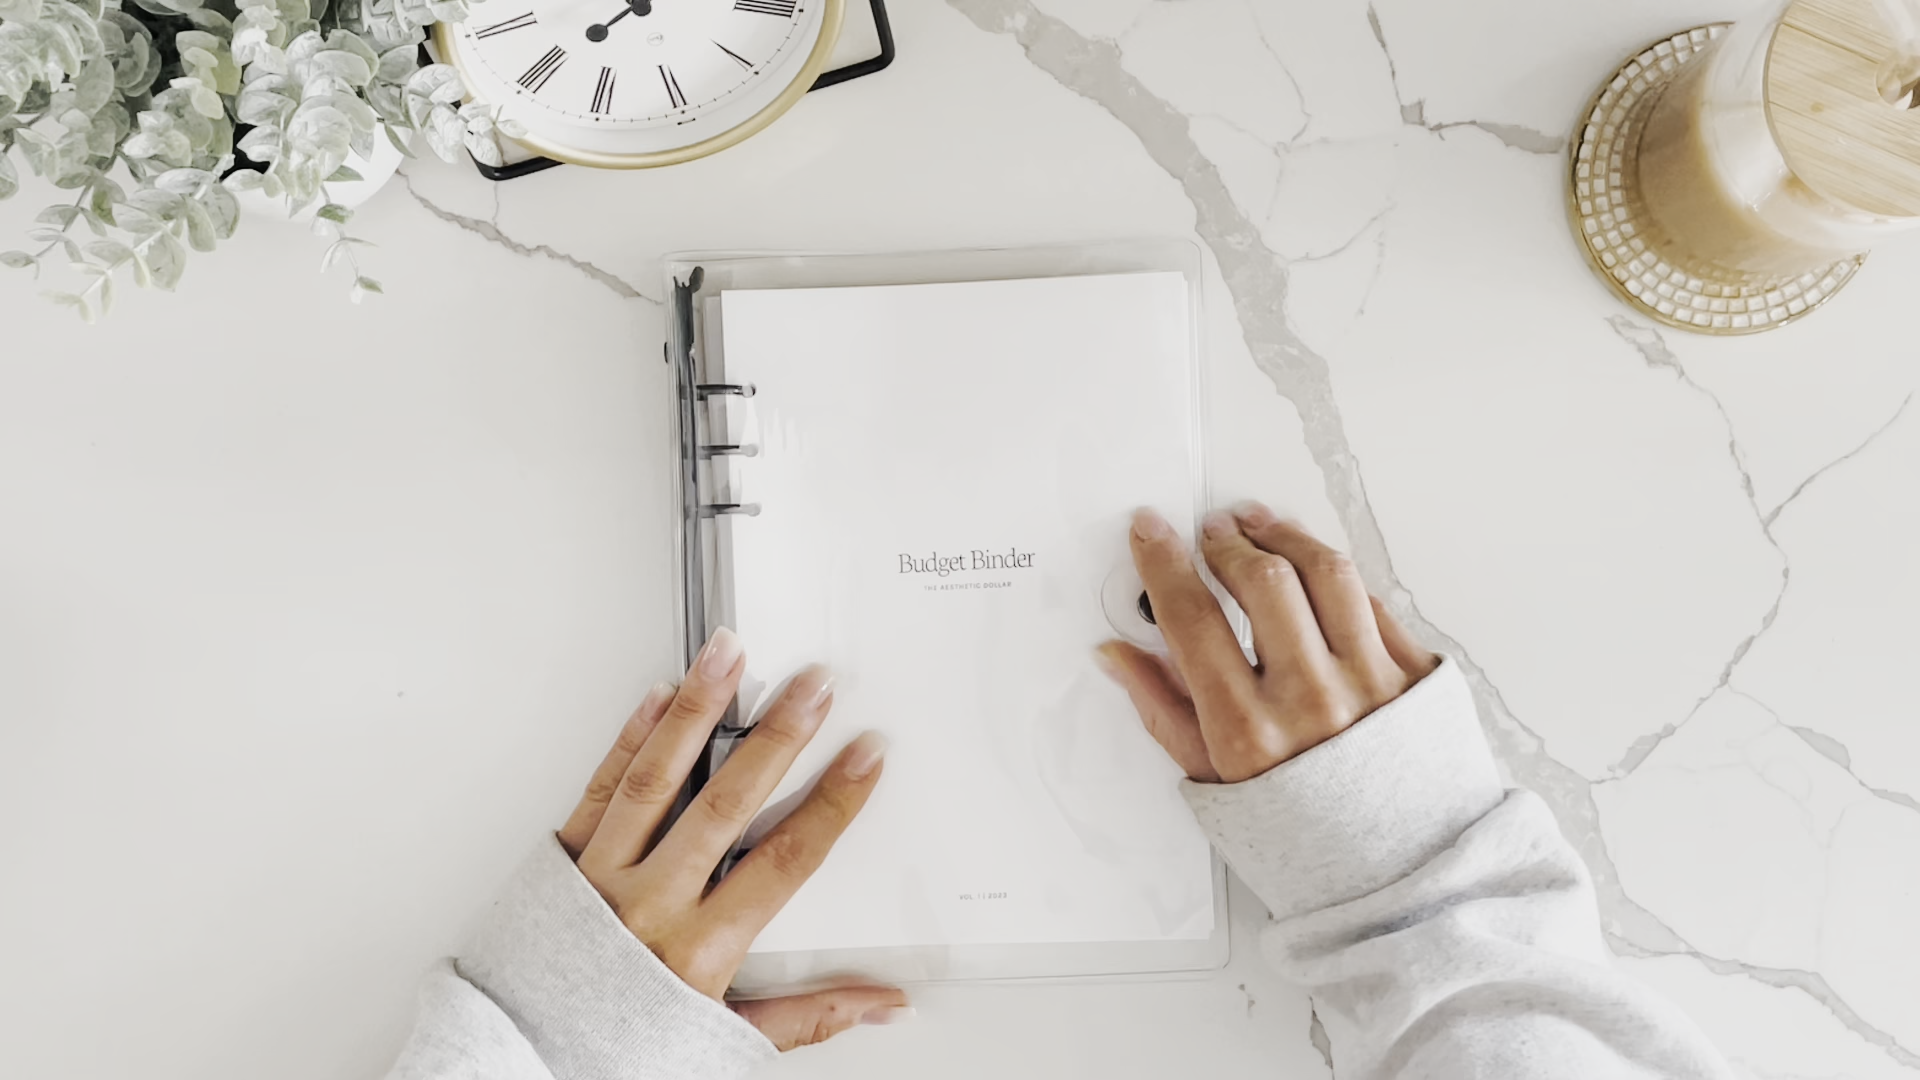 Budget Binder
THE AESTHETIC DOLLAR
VOL. 1 | 2023